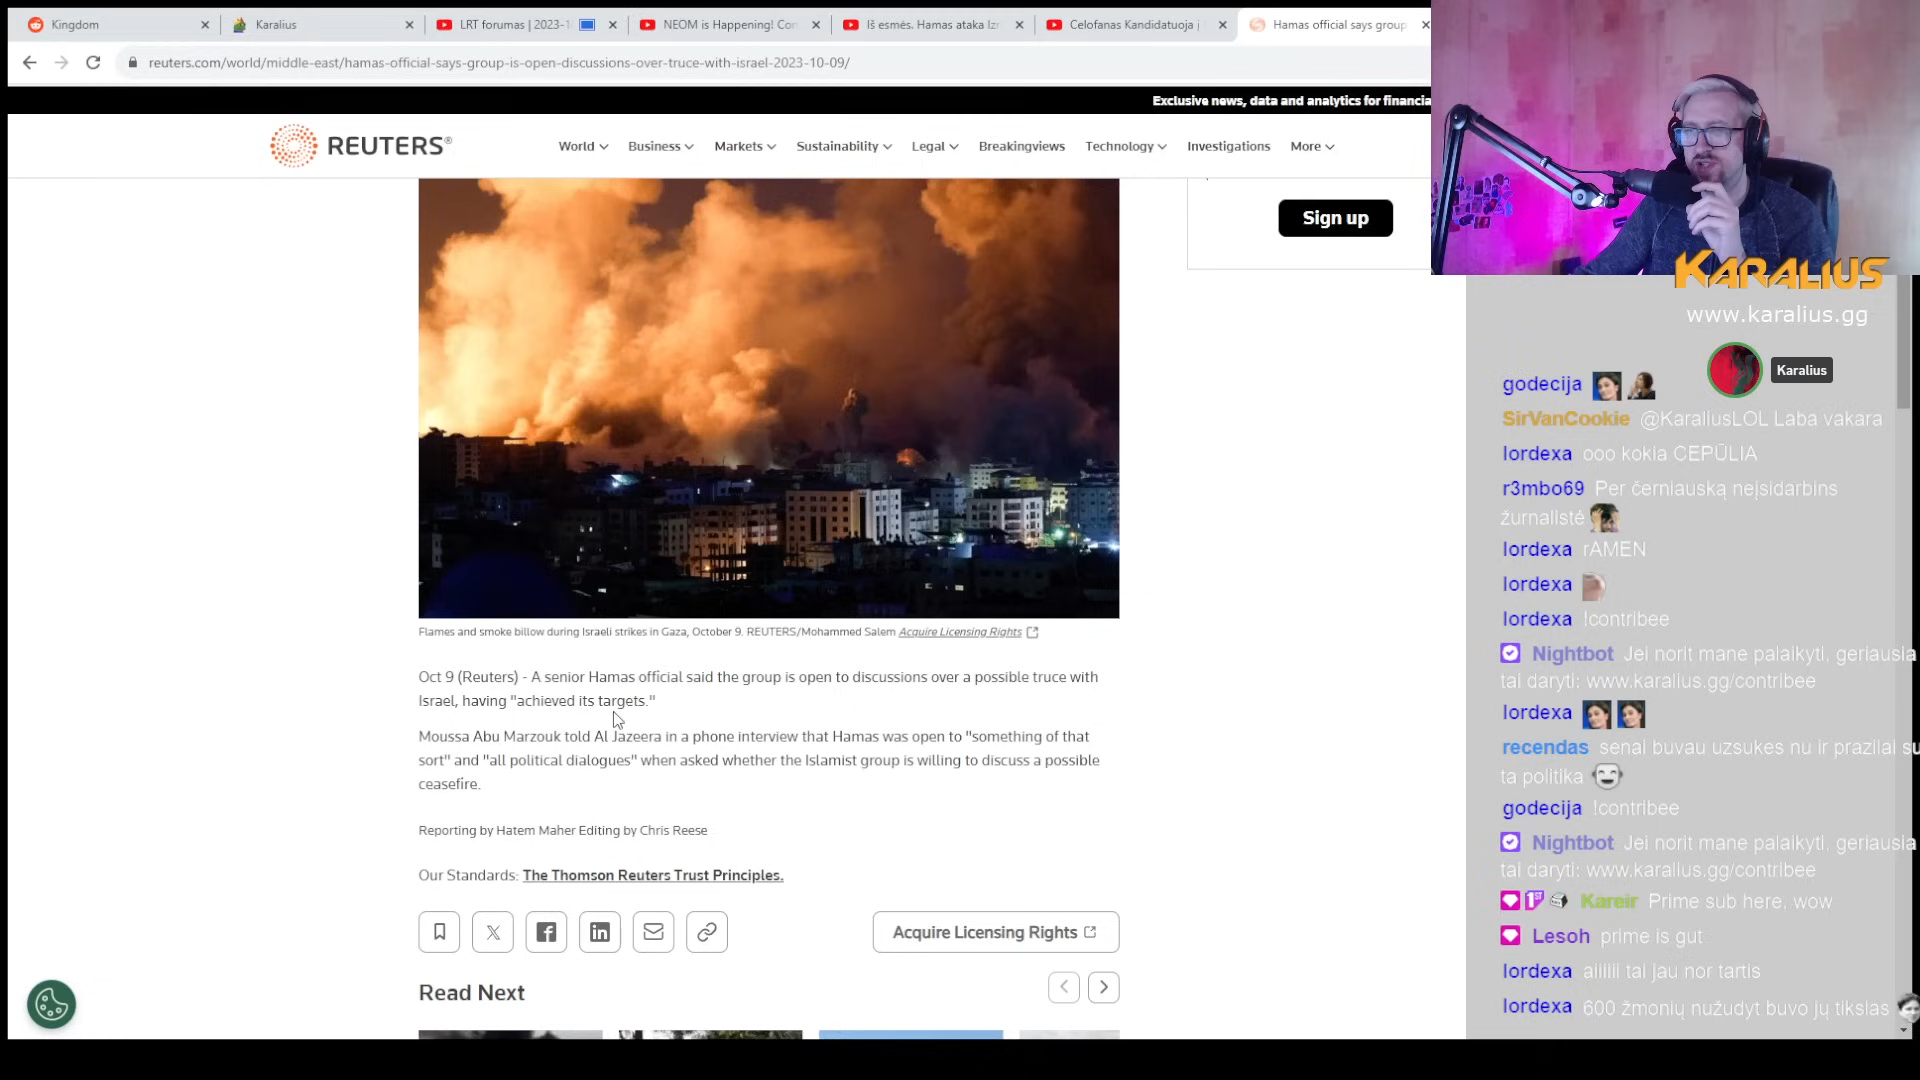 Kingdom
Karalius
LRT forumas | 2023-1
NEOM is Happening! Con
Iš esmės. Hamas ataka Izr
Celofanas Kandidatuoja į
Hamas official says group
reuters.com/world/middle-east/hamas-official-says-group-is-open-discussions-over-truce-with-israel-2023-10-09/
Exclusive news, data and analytics for financia
REUTERS®
World Business Markets Sustainability Legal Breakingviews Technology Investigations More
Sign up
Flames and smoke billow during Israeli strikes in Gaza, October 9. REUTERS/Mohammed Salem Acquire Licensing Rights
Oct 9 (Reuters) - A senior Hamas official said the group is open to discussions over a possible truce with
Israel, having "achieved its targets."
Moussa Abu Marzouk told Al Jazeera in a phone interview that Hamas was open to "something of that
sort" and "all political dialogues" when asked whether the Islamist group is willing to discuss a possible
ceasefire.
Reporting by Hatem Maher Editing by Chris Reese
Our Standards: The Thomson Reuters Trust Principles.
Acquire Licensing Rights
Read Next
KARALIUS
www.karalius.gg
Karalius
godecija
SirVanCookie @KaraliusLOL Laba vakara
lordexa ooo kokia CEPŪLIA
r3mbo69 Per černiauską neįsidarbins
žurnalistė
lordexa rAMEN
lordexa
lordexa !contribee
Nightbot Jei norit mane palaikyti, geriausia
tai daryti: www.karalius.gg/contribee
lordexa
recendas senai buvau uzsukes nu ir prazilai su
ta politika
godecija !contribee
Nightbot Jei norit mane palaikyti, geriausia
tai daryti: www.karalius.gg/contribee
Kareir Prime sub here, wow
Lesoh prime is gut
lordexa aiiiiii tai jau nor tartis
lordexa 600 žmonių nužudyt buvo jų tikslas